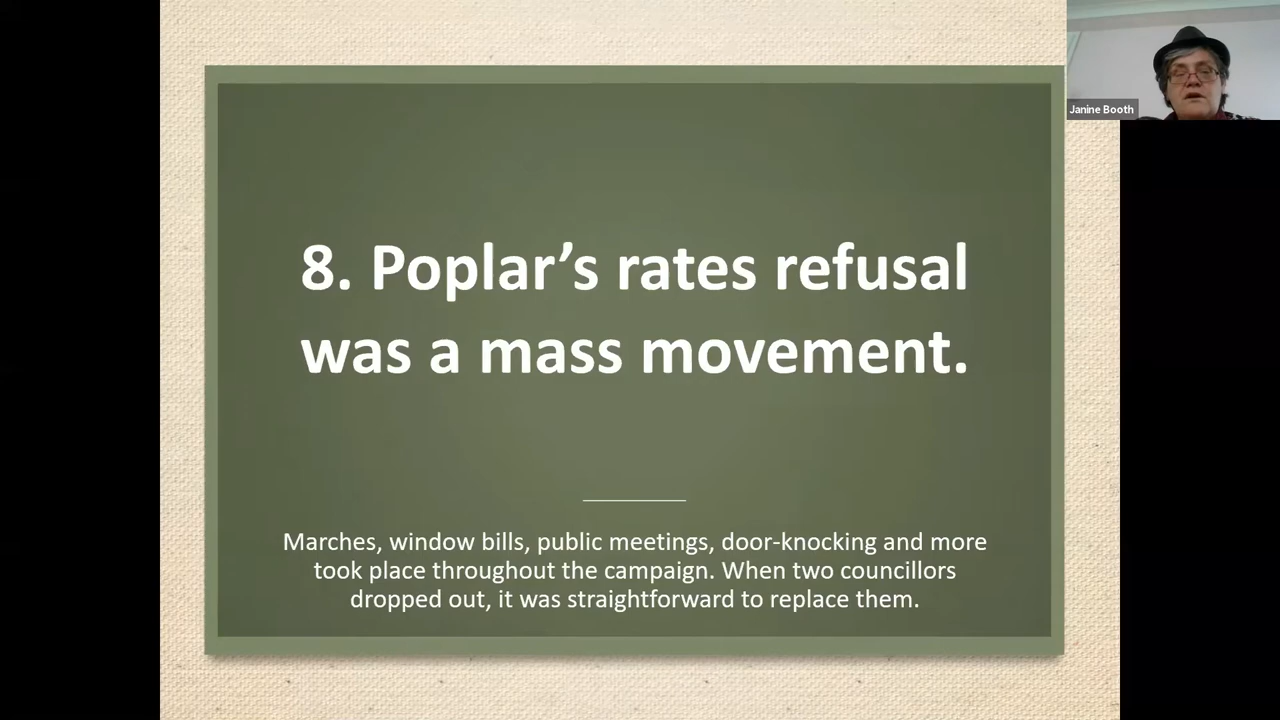 8. Poplar’s rates refusal
was a mass movement.
Marches, window bills, public meetings, door-knocking and more
took place throughout the campaign. When two councillors
dropped out, it was straightforward to replace them.
Janine Booth